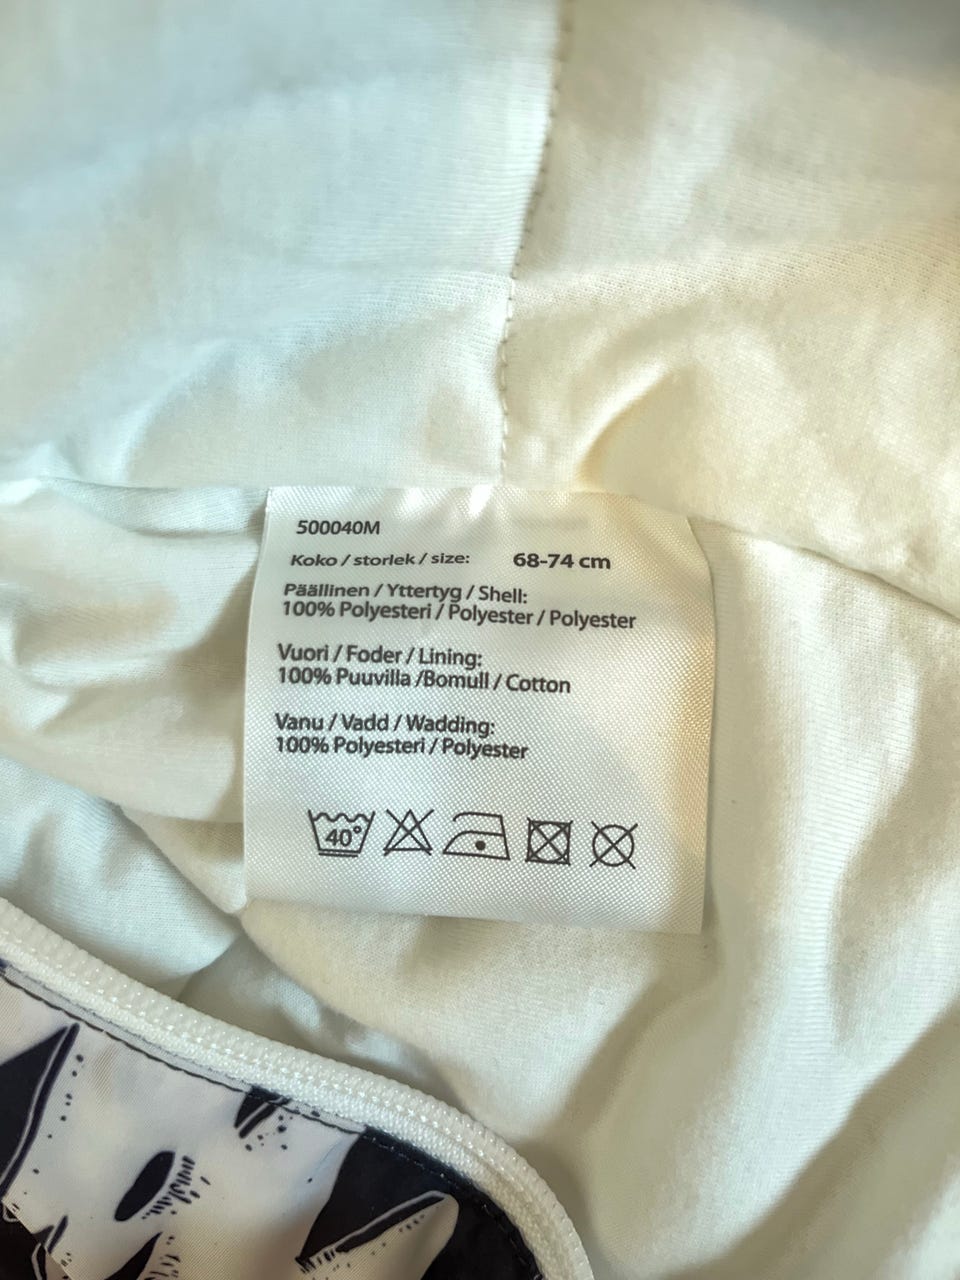 500040M
Koko / storlek / size: 68-74 cm
Päällinen / Yttertyg / Shell:
100% Polyesteri / Polyester / Polyester
Vuori / Foder / Lining:
100% Puuvilla /Bomull / Cotton
Vanu / Vadd / Wadding:
100% Polyesteri / Polyester
40°